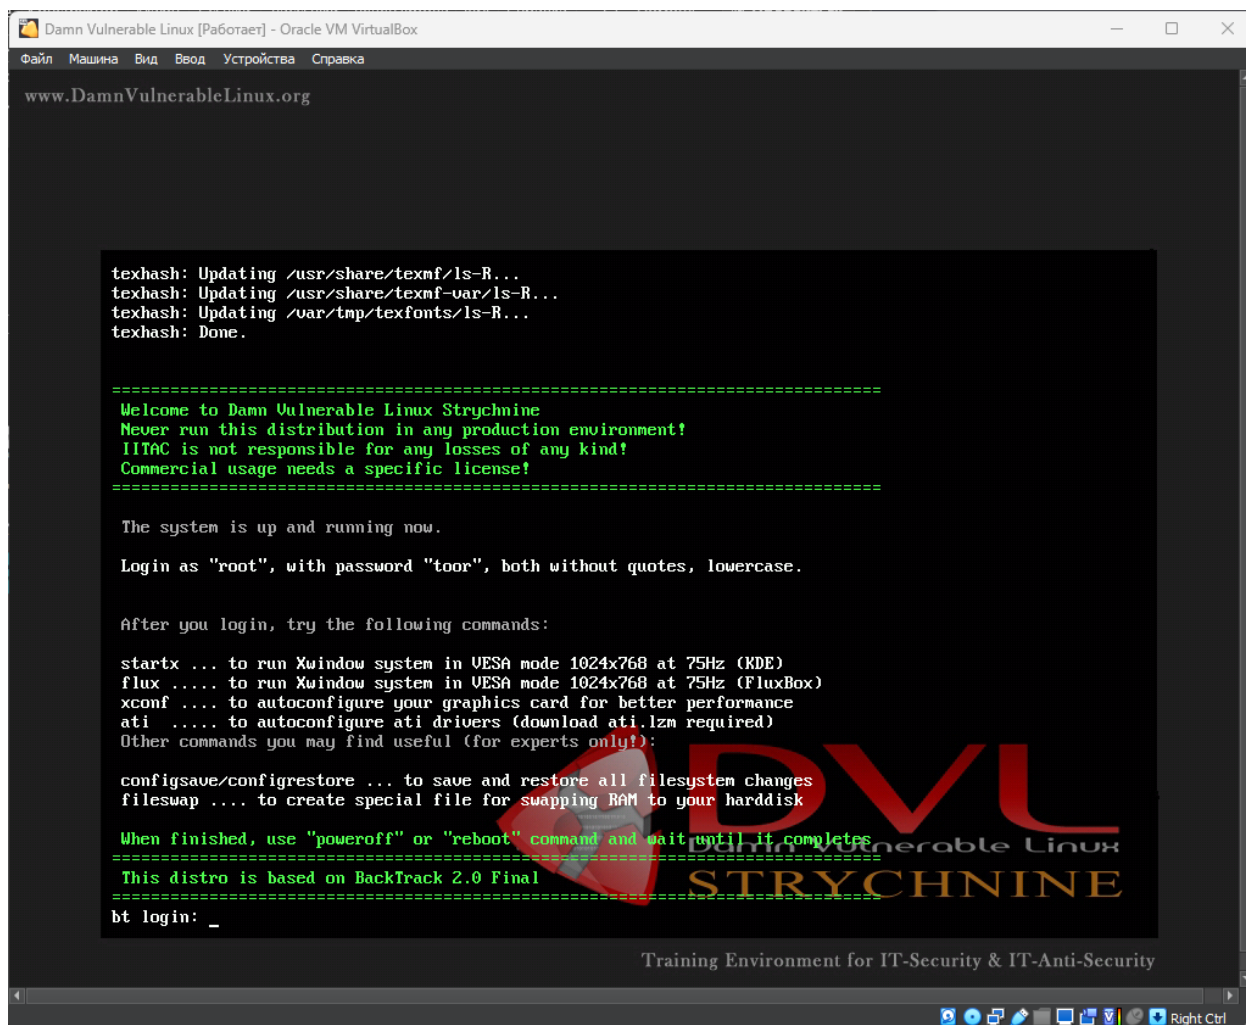 Damn Vulnerable Linux [Работает] - Oracle VM VirtualBox
Файл Машина Вид Ввод Устройства Справка
www.DamnVulnerableLinux.org
texhash: Updating /usr/share/texmf/ls-R...
texhash: Updating /usr/share/texmf-var/ls-R...
texhash: Updating /var/tmp/texfonts/ls-R...
texhash: Done.
===============================================================================
Welcome to Damn Vulnerable Linux Strychnine
Never run this distribution in any production environment!
IITAC is not responsible for any losses of any kind!
Commercial usage needs a specific license!
===============================================================================
The system is up and running now.
Login as "root", with password "toor", both without quotes, lowercase.
After you login, try the following commands:
startx ... to run Xwindow system in VESA mode 1024x768 at 75Hz (KDE)
flux ..... to run Xwindow system in VESA mode 1024x768 at 75Hz (FluxBox)
xconf .... to autoconfigure your graphics card for better performance
ati ..... to autoconfigure ati drivers (download ati.lzm required)
Other commands you may find useful (for experts only!):
configsave/configrestore ... to save and restore all filesystem changes
fileswap .... to create special file for swapping RAM to your harddisk
When finished, use "poweroff" or "reboot" command and wait until it completes
===============================================================================
This distro is based on BackTrack 2.0 Final
===============================================================================
bt login: _
DVL
Damn Vulnerable Linux
STRYCHNINE
Training Environment for IT-Security & IT-Anti-Security
Right Ctrl